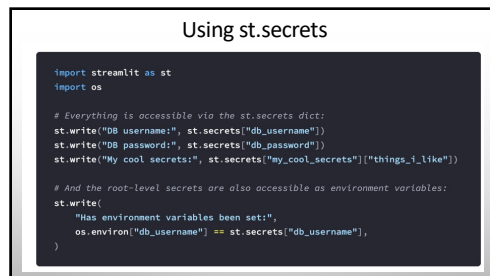 Using st.secrets
import streamlit as st
import os
# Everything is accessible via the st.secrets dict:
st.write("DB username:", st.secrets["db_username"])
st.write("DB password:", st.secrets["db_password"])
st.write("My cool secrets:", st.secrets["my_cool_secrets"]["things_i_like"])
# And the root-level secrets are also accessible as environment variables:
st.write(
    "Has environment variables been set:",
    os.environ["db_username"] == st.secrets["db_username"],
)